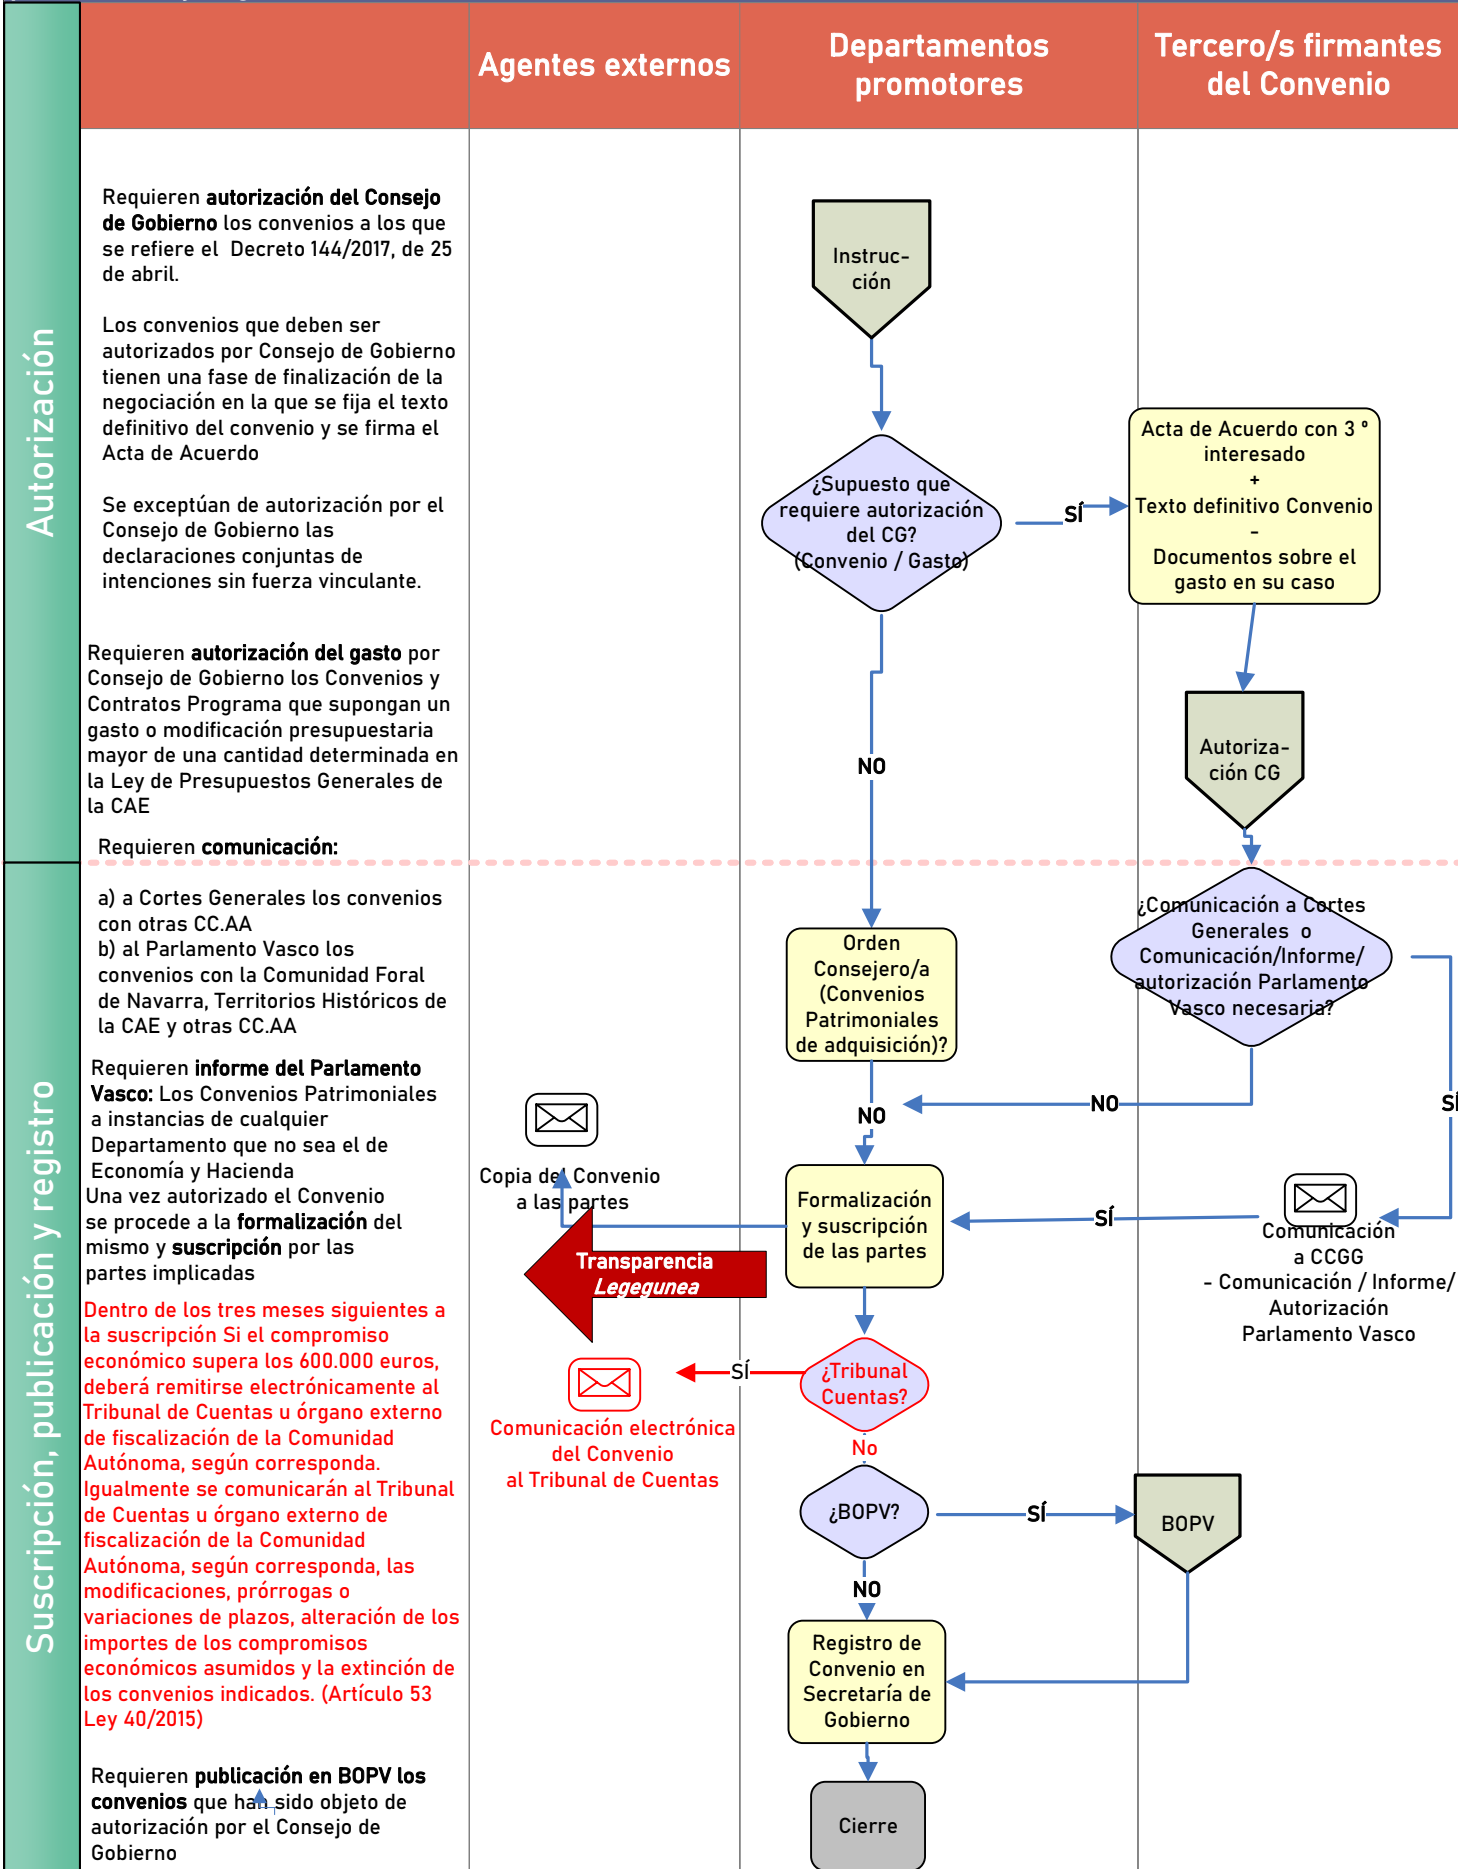 Agentes externos
Departamentos
promotores
Tercero/s firmantes
del Convenio
Autorización
Requieren autorización del Consejo
de Gobierno los convenios a los que
se refiere el Decreto 144/2017, de 25
de abril.
Los convenios que deben ser
autorizados por Consejo de Gobierno
tienen una fase de finalización de la
negociación en la que se fija el texto
definitivo del convenio y se firma el
Acta de Acuerdo
Se exceptúan de autorización por el
Consejo de Gobierno las
declaraciones conjuntas de
intenciones sin fuerza vinculante.
Requieren autorización del gasto por
Consejo de Gobierno los Convenios y
Contratos Programa que supongan un
gasto o modificación presupuestaria
mayor de una cantidad determinada en
la Ley de Presupuestos Generales de
la CAE
Requieren comunicación:
Instruc-
ción
¿Supuesto que
requiere autorización
del CG?
(Convenio / Gasto)
SÍ
Acta de Acuerdo con 3 º
interesado
+
Texto definitivo Convenio
-
Documentos sobre el
gasto en su caso
NO
Autoriza-
ción CG
Suscripción, publicación y registro
a) a Cortes Generales los convenios
con otras CC.AA
b) al Parlamento Vasco los
convenios con la Comunidad Foral
de Navarra, Territorios Históricos de
la CAE y otras CC.AA
Requieren informe del Parlamento
Vasco: Los Convenios Patrimoniales
a instancias de cualquier
Departamento que no sea el de
Economía y Hacienda
Una vez autorizado el Convenio
se procede a la formalización del
mismo y suscripción por las
partes implicadas
Dentro de los tres meses siguientes a
la suscripción Si el compromiso
económico supera los 600.000 euros,
deberá remitirse electrónicamente al
Tribunal de Cuentas u órgano externo
de fiscalización de la Comunidad
Autónoma, según corresponda.
Igualmente se comunicarán al Tribunal
de Cuentas u órgano externo de
fiscalización de la Comunidad
Autónoma, según corresponda, las
modificaciones, prórrogas o
variaciones de plazos, alteración de los
importes de los compromisos
económicos asumidos y la extinción de
los convenios indicados. (Artículo 53
Ley 40/2015)
Requieren publicación en BOPV los
convenios que han sido objeto de
autorización por el Consejo de
Gobierno
Orden
Consejero/a
(Convenios
Patrimoniales
de adquisición)?
¿Comunicación a Cortes
Generales o
Comunicación/Informe/
autorización Parlamento
Vasco necesaria?
NO
NO
SÍ
Copia del Convenio
a las partes
Formalización
y suscripción
de las partes
SÍ
Comunicación
a CCGG
- Comunicación / Informe/
Autorización
Parlamento Vasco
Transparencia
Legegunea
¿Tribunal
Cuentas?
SÍ
Comunicación electrónica
del Convenio
al Tribunal de Cuentas
No
¿BOPV?
SÍ
BOPV
NO
Registro de
Convenio en
Secretaría de
Gobierno
Cierre